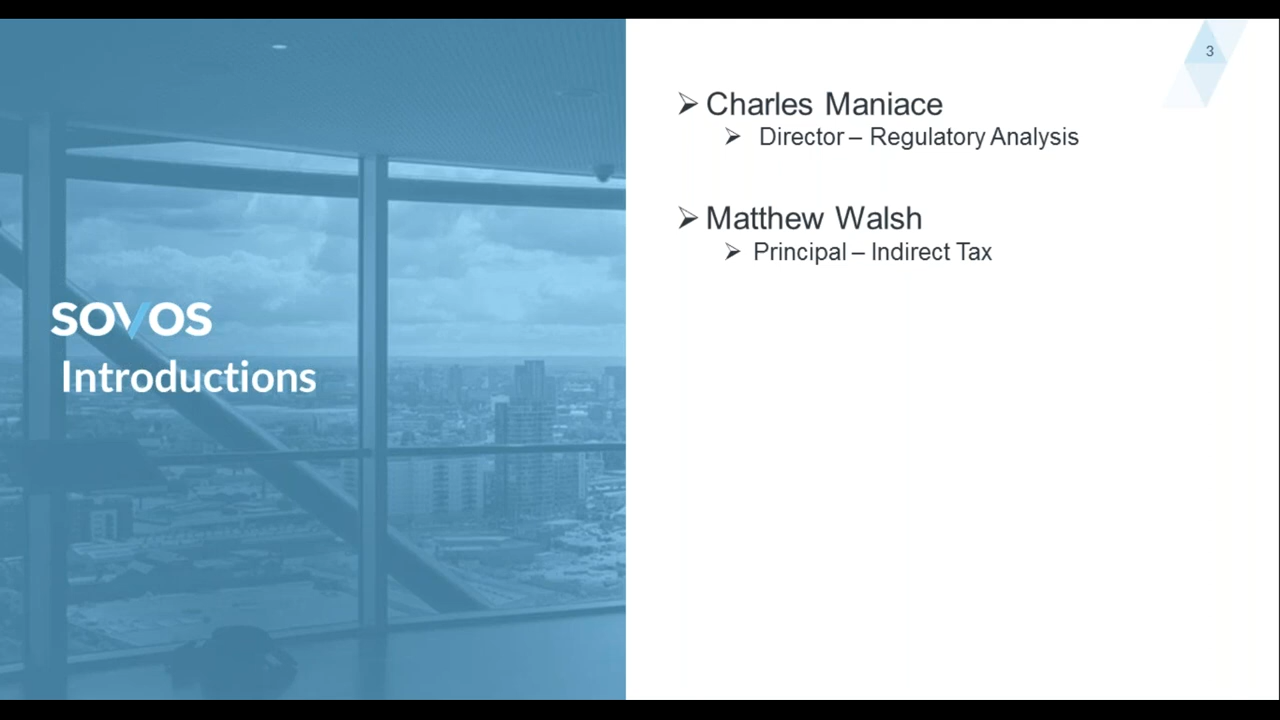 SOVOS
Introductions
3
➢ Charles Maniace
➢ Director – Regulatory Analysis
➢ Matthew Walsh
➢ Principal – Indirect Tax